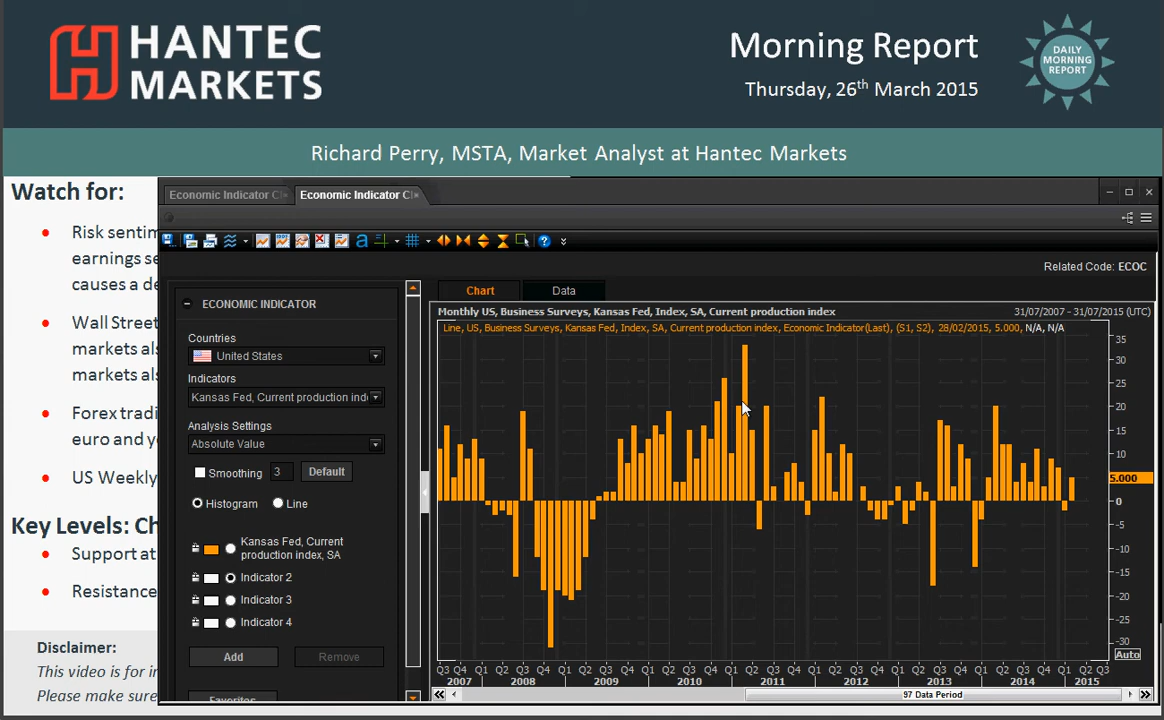 HANTEC
MARKETS
Morning Report
Thursday, 26th March 2015
DAILY
MORNING
REPORT
Richard Perry, MSTA, Market Analyst at Hantec Markets
Watch for:
Risk sentim
earnings se
causes a de
Wall Street
markets als
markets als
Forex tradi
euro and y
US Weekly
Key Levels: Ch
Support at
Resistance
Disclaimer:
This video is for in
Please make sure
Economic Indicator C
Economic Indicator C
Related Code: ECOC
ECONOMIC INDICATOR
Countries
United States
Indicators
Kansas Fed, Current production ind
Analysis Settings
Absolute Value
Smoothing 3 Default
Histogram Line
Kansas Fed, Current
production index, SA
Indicator 2
Indicator 3
Indicator 4
Add Remove
Favorites
Chart Data
Monthly US, Business Surveys, Kansas Fed, Index, SA, Current production index 31/07/2007 - 31/07/2015 (UTC)
Line, US, Business Surveys, Kansas Fed, Index, SA, Current production index, Economic Indicator(Last), (S1, S2), 28/02/2015, 5.000, N/A, N/A
35
30
25
20
15
10
5.000
0
-5
-10
-15
-20
-25
-30
Auto
Q3 Q4 Q1 Q2 Q3 Q4 Q1 Q2 Q3 Q4 Q1 Q2 Q3 Q4 Q1 Q2 Q3 Q4 Q1 Q2 Q3 Q4 Q1 Q2 Q3 Q4 Q1 Q2 Q3 Q4 Q1 Q2 Q3
2007 2008 2009 2010 2011 2012 2013 2014 2015
97 Data Period